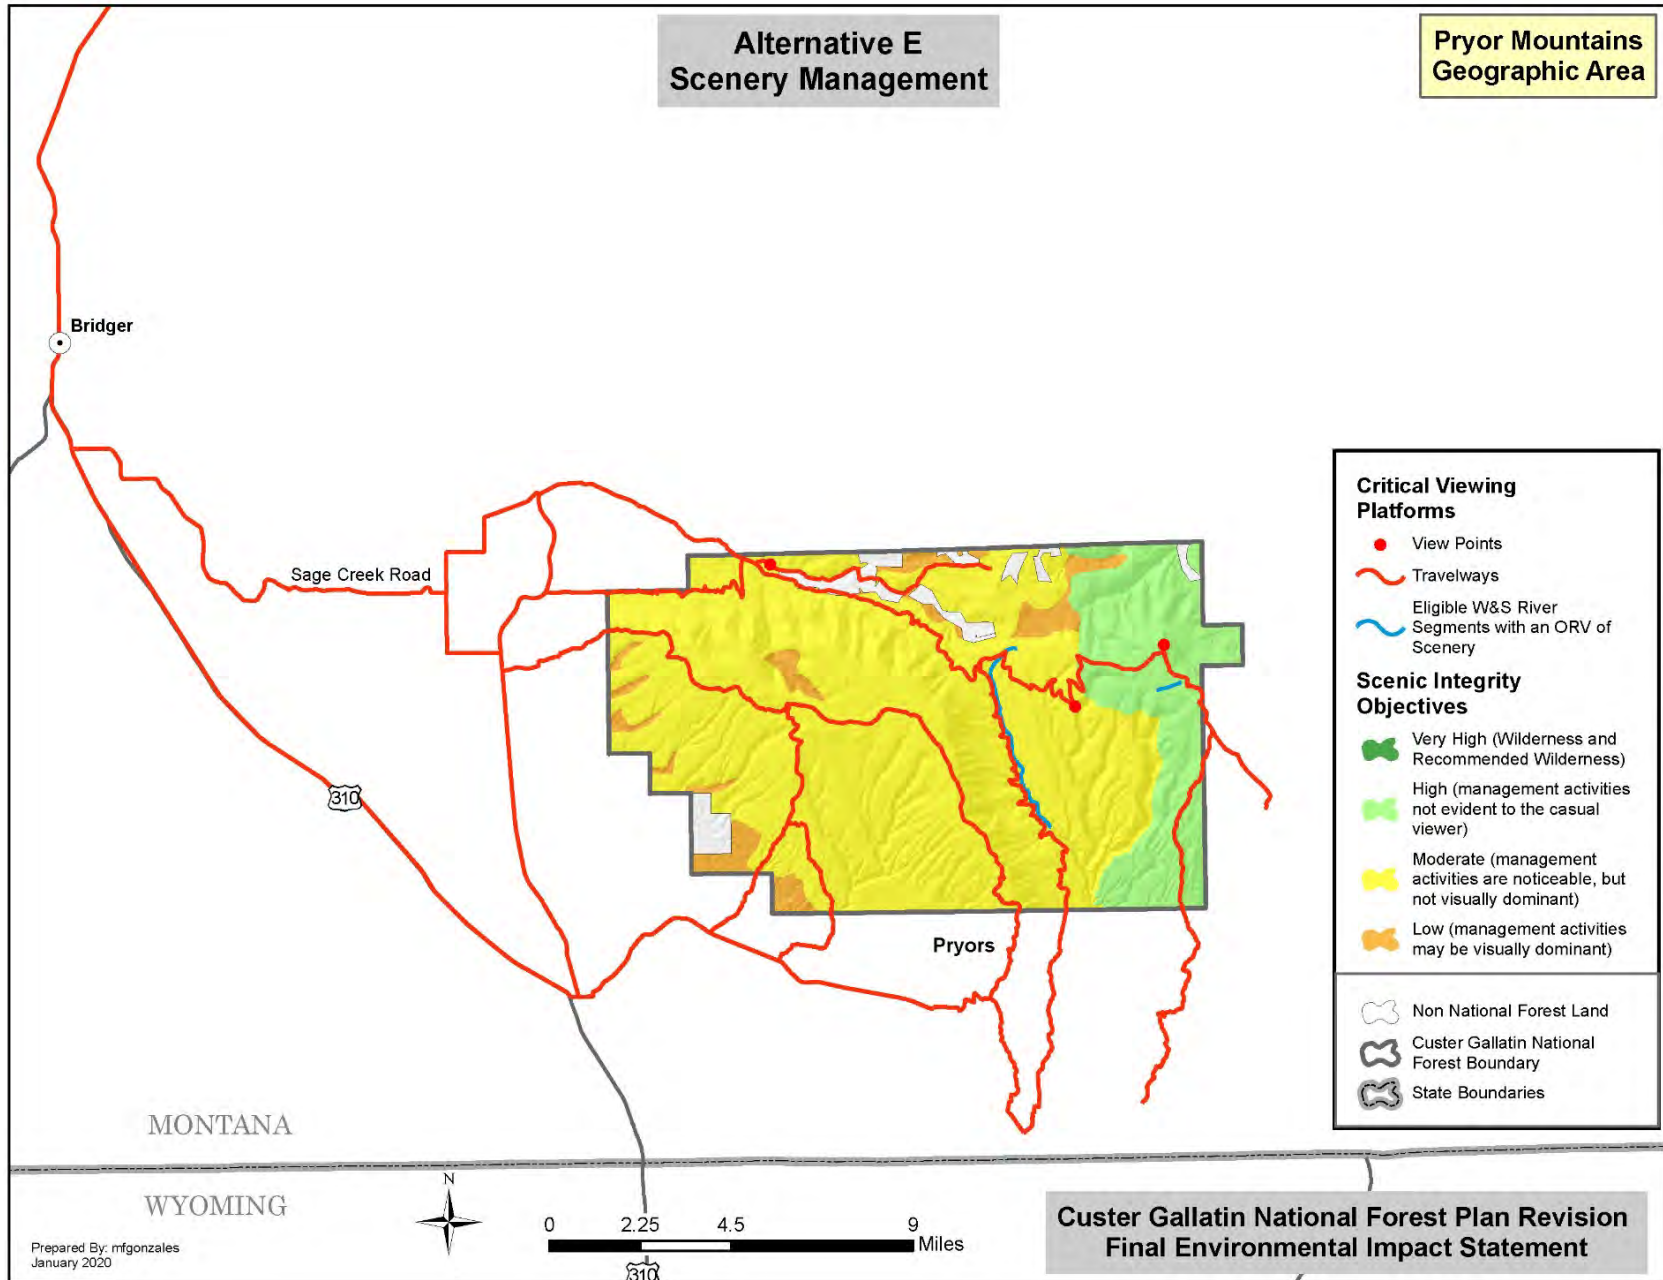 Alternative E
Scenery Management
Pryor Mountains
Geographic Area
Bridger
Sage Creek Road
310
Pryors
Critical Viewing
Platforms
View Points
Travelways
Eligible W&S River
Segments with an ORV of
Scenery
Scenic Integrity
Objectives
Very High (Wilderness and
Recommended Wilderness)
High (management activities
not evident to the casual
viewer)
Moderate (management
activities are noticeable, but
not visually dominant)
Low (management activities
may be visually dominant)
Non National Forest Land
Custer Gallatin National
Forest Boundary
State Boundaries
MONTANA
WYOMING
N
0 2.25 4.5 9
Miles
310
Prepared By: mfgonzales
January 2020
Custer Gallatin National Forest Plan Revision
Final Environmental Impact Statement